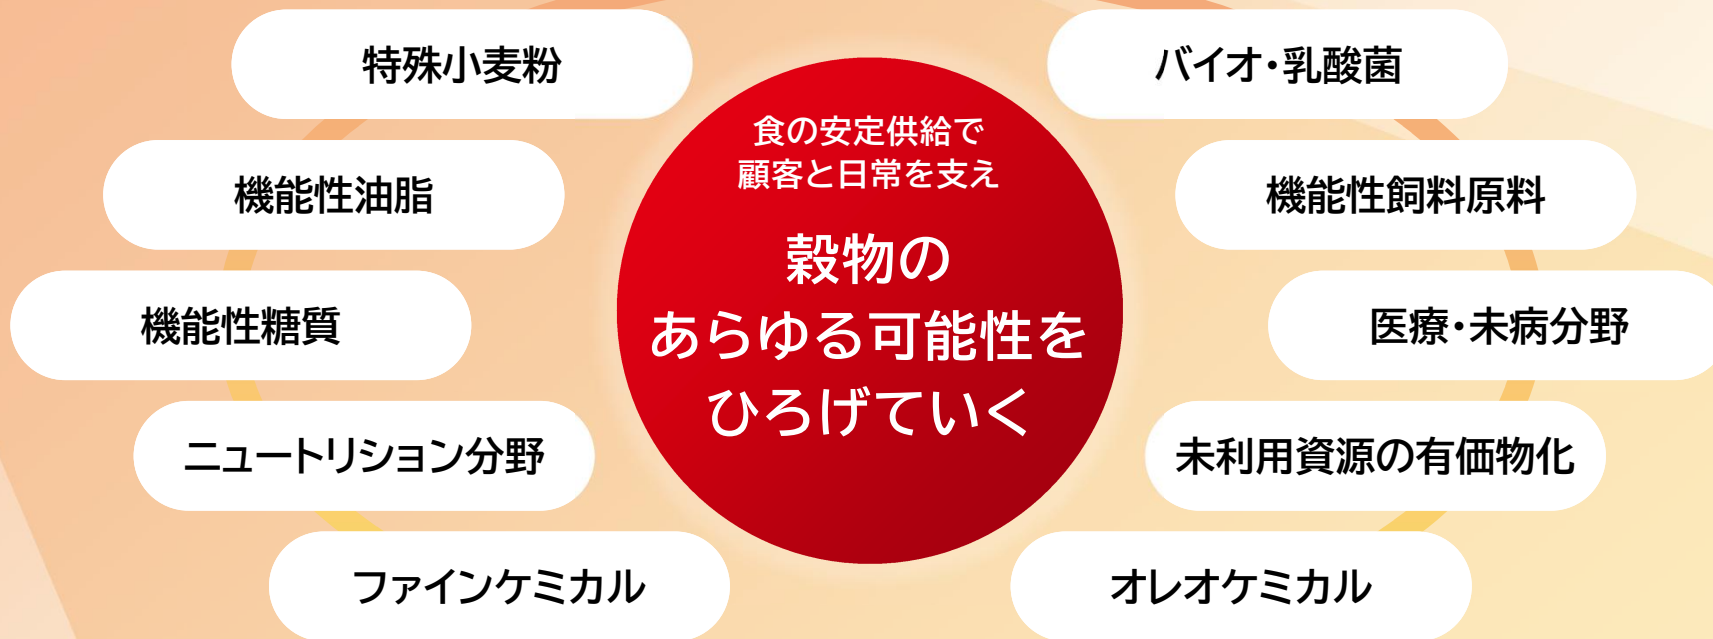 特殊小麦粉
機能性油脂
機能性糖質
ニュートリション分野
ファインケミカル
食の安定供給で
顧客と日常を支え
穀物の
あらゆる可能性を
ひろげていく
バイオ・乳酸菌
機能性飼料原料
医療・未病分野
未利用資源の有価物化
オレオケミカル